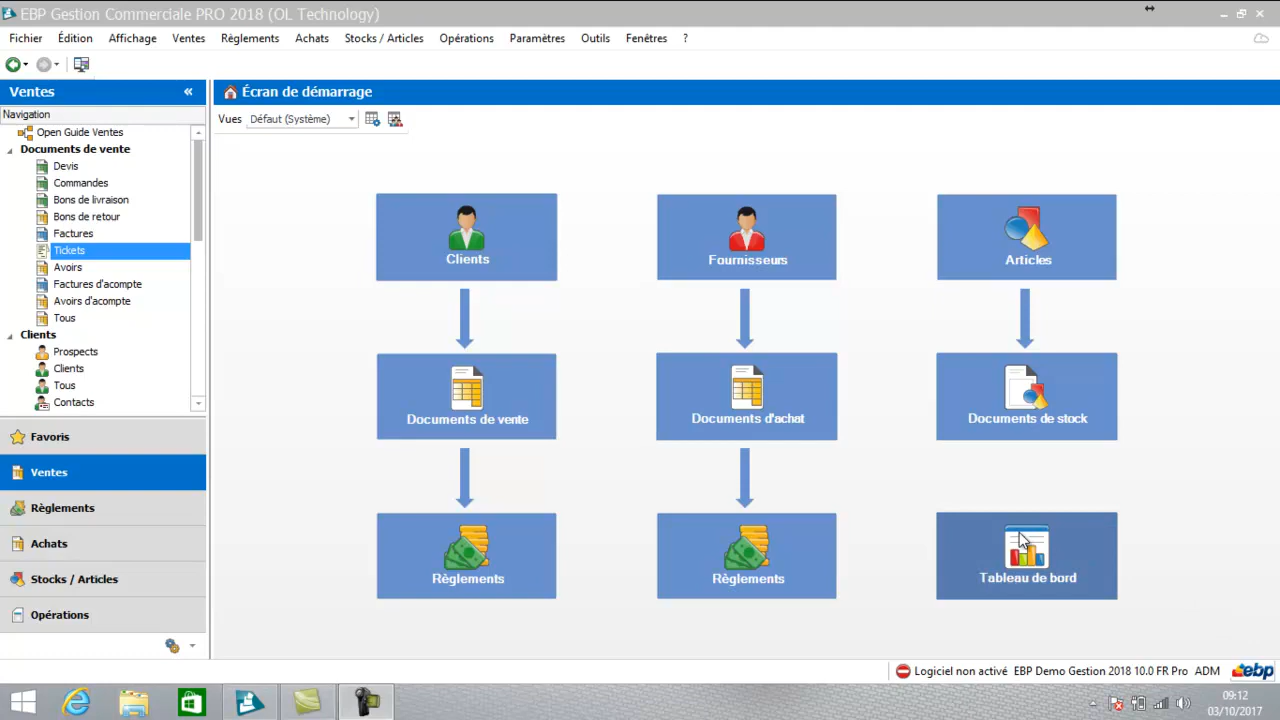 EBP Gestion Commerciale PRO 2018 (OL Technology)
Fichier Édition Affichage Ventes Règlements Achats Stocks / Articles Opérations Paramètres Outils Fenêtres ?
Ventes «
Écran de démarrage
Navigation
Vues Défaut (Système)
Open Guide Ventes
Documents de vente
Devis
Commandes
Bons de livraison
Bons de retour
Factures
Tickets
Avoirs
Factures d'acompte
Avoirs d'acompte
Tous
Clients
Prospects
Clients
Tous
Contacts
Favoris
Ventes
Règlements
Achats
Stocks / Articles
Opérations
Clients
Fournisseurs
Articles
Documents de vente
Documents d'achat
Documents de stock
Règlements
Règlements
Tableau de bord
Logiciel non activé EBP Demo Gestion 2018 10.0 FR Pro ADM ebp
09:12
03/10/2017